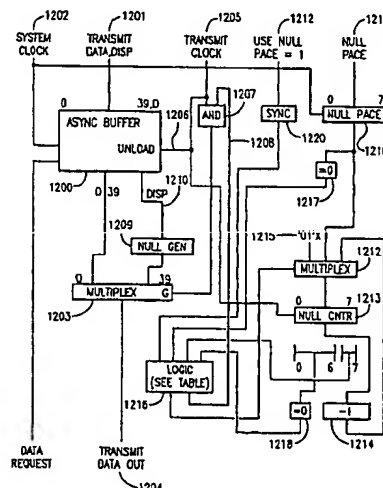 1202
1201
1205
1212
121
SYSTEM
CLOCK
TRANSMIT
DATA,DISP
TRANSMIT
CLOCK
USE NULL
PACE = 1
NULL
PACE
1207
0
39,D
1206
AND
1208
0
7
ASYNC BUFFER
SYNC
NULL PACE
UNLOAD
1210
1220
1200
0
39
DISP
=0
1217
1209
NULL GEN
1215
0
39
MULTIPLEX
1212
MULTIPLEX
G
1203
0
7
1213
NULL CNTR
LOGIC
(SEE TABLE)
0
6
7
1216
=0
-1
DATA
REQUEST
TRANSMIT
DATA OUT
1218
1214
1204